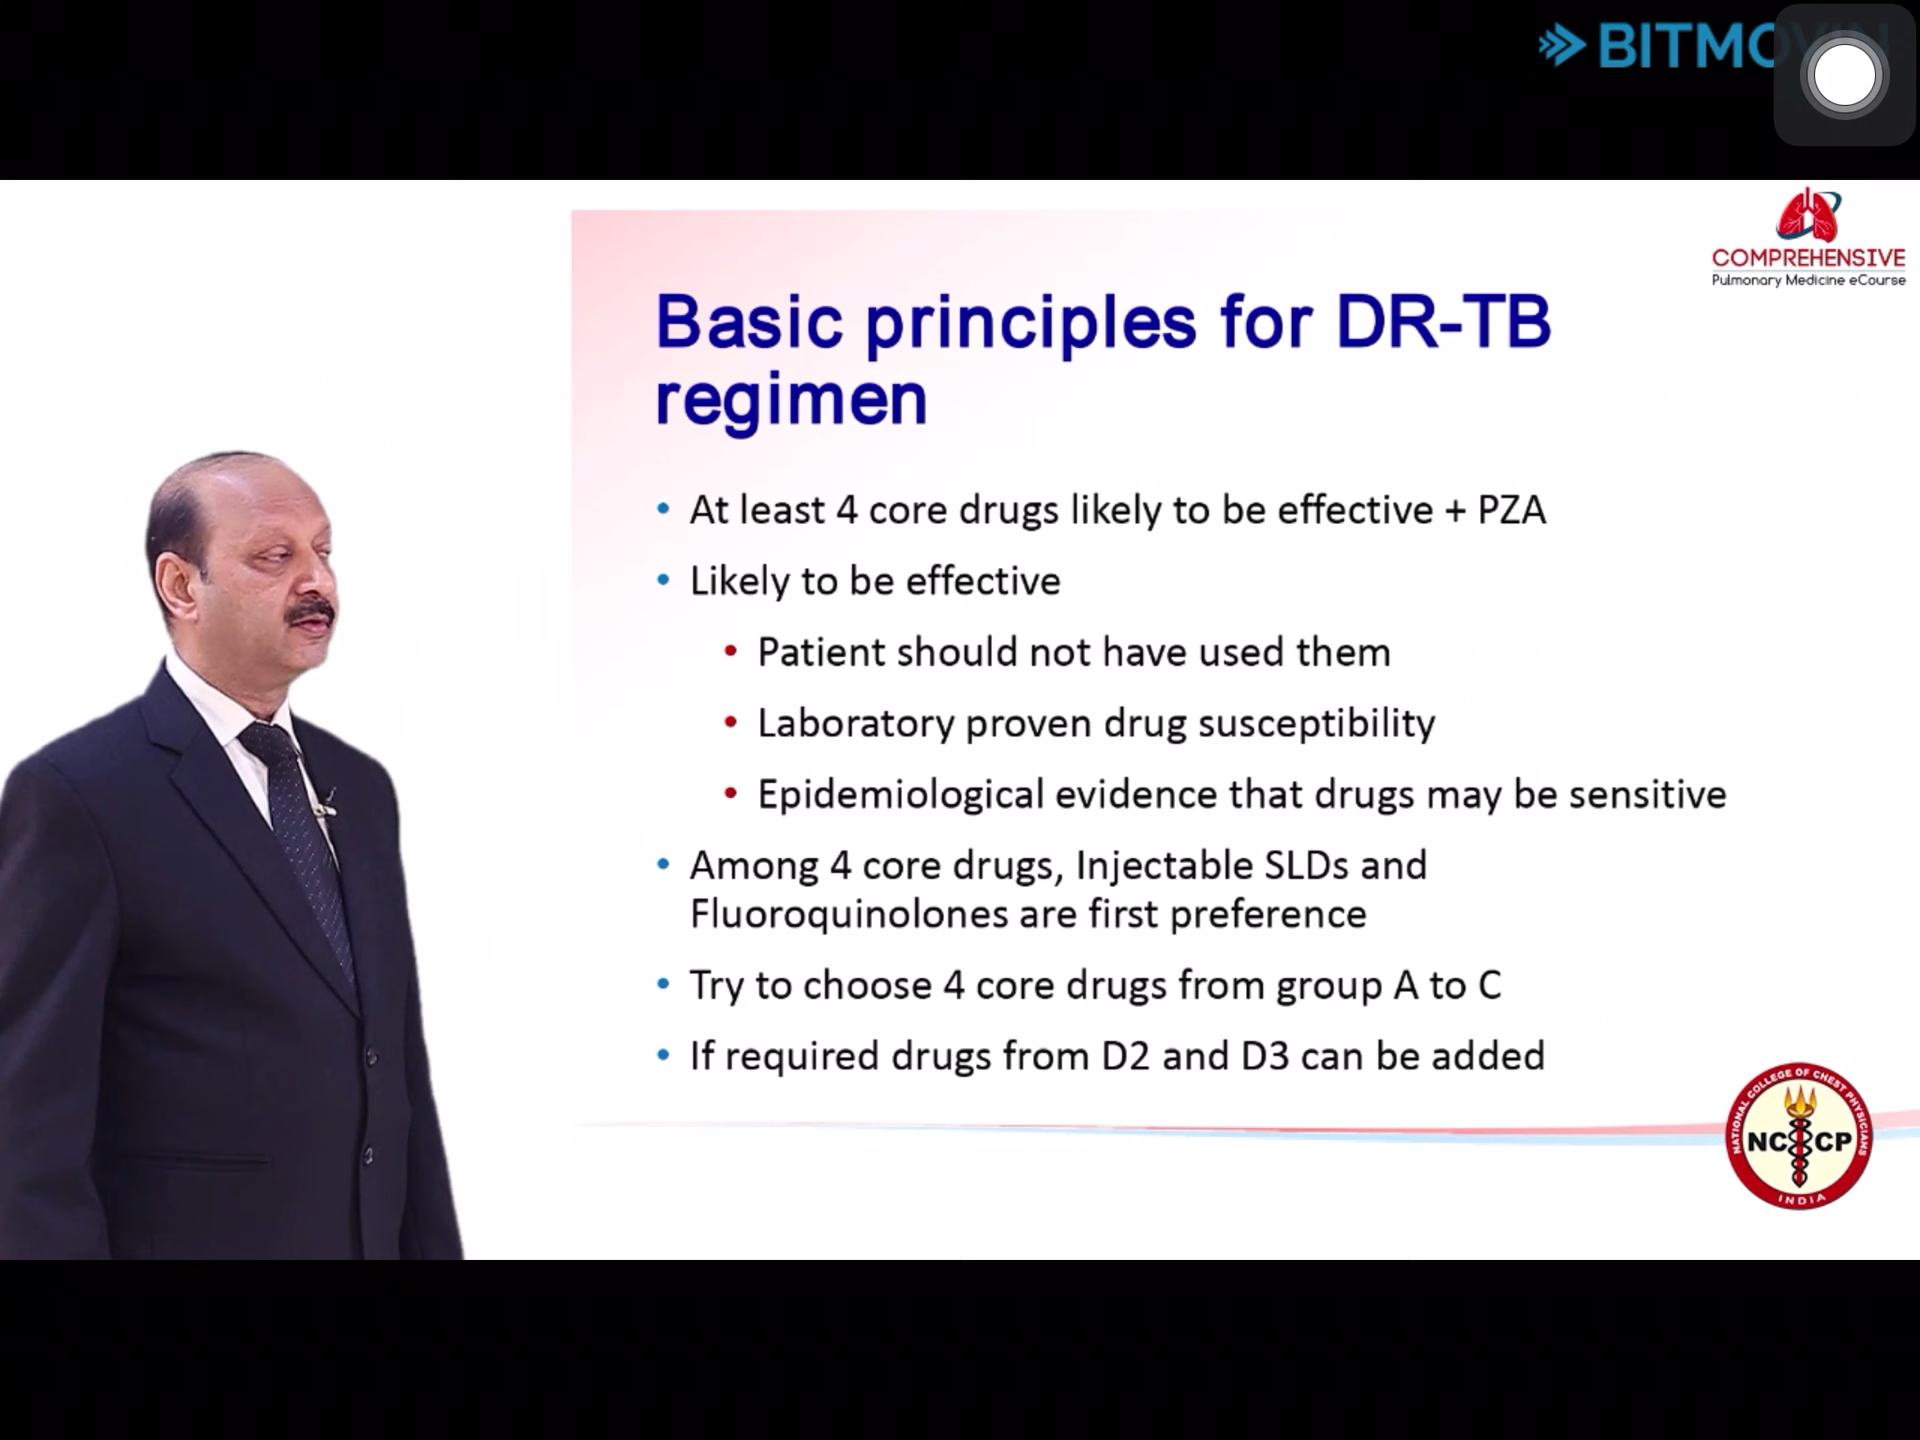 BITMO
COMPREHENSIVE
Pulmonary Medicine eCourse
Basic principles for DR-TB
regimen
• At least 4 core drugs likely to be effective + PZA
• Likely to be effective
• Patient should not have used them
• Laboratory proven drug susceptibility
• Epidemiological evidence that drugs may be sensitive
• Among 4 core drugs, Injectable SLDs and
Fluoroquinolones are first preference
• Try to choose 4 core drugs from group A to C
• If required drugs from D2 and D3 can be added
NATIONAL COLLEGE OF CHEST PHYSICIANS
NCCP
INDIA